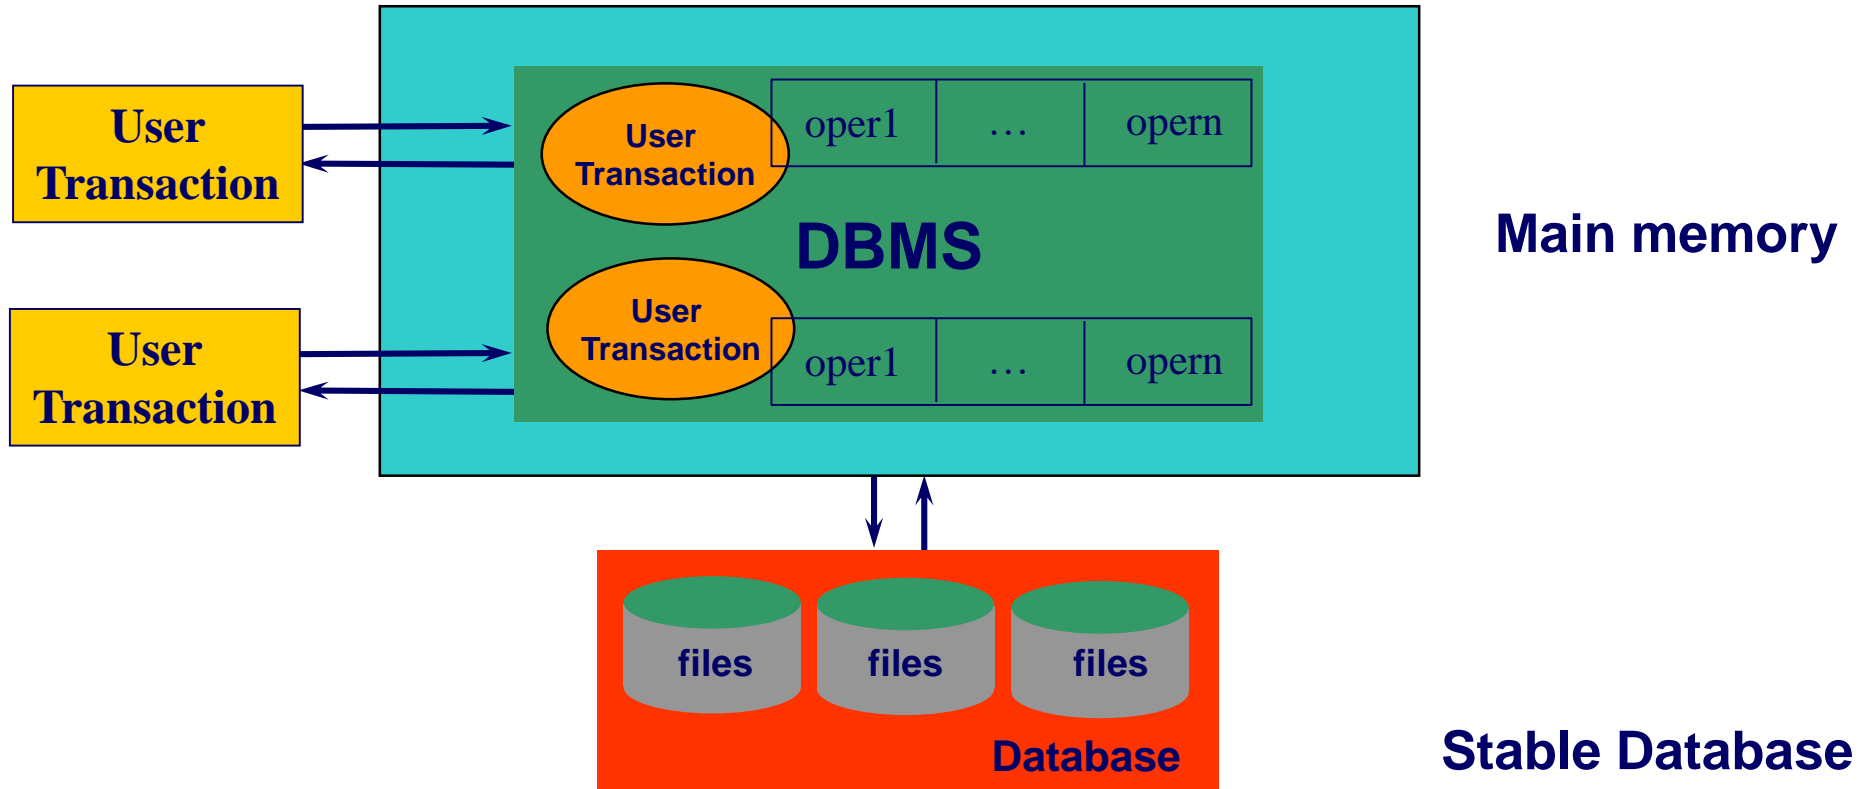 User
Transaction
User
Transaction
oper1
…
opern
DBMS
Main memory
User
Transaction
User
Transaction
oper1
…
opern
files
files
files
Database
Stable Database